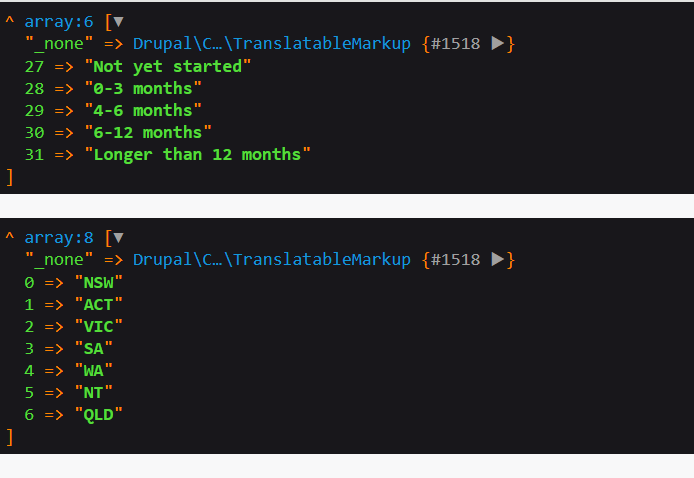 ^ array:6 [▼
"_none" => Drupal\C…\TranslatableMarkup {#1518 ▶}
27 => "Not yet started"
28 => "0-3 months"
29 => "4-6 months"
30 => "6-12 months"
31 => "Longer than 12 months"
]
^ array:8 [▼
"_none" => Drupal\C…\TranslatableMarkup {#1518 ▶}
0 => "NSW"
1 => "ACT"
2 => "VIC"
3 => "SA"
4 => "WA"
5 => "NT"
6 => "QLD"
]